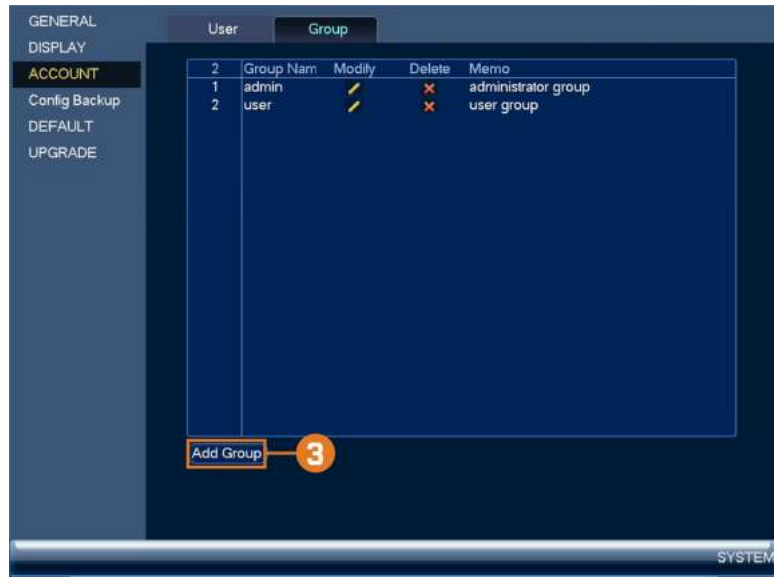 GENERAL
DISPLAY
ACCOUNT
Config Backup
DEFAULT
UPGRADE
User Group
2 Group Nam Modify Delete Memo
1 admin administrator group
2 user user group
Add Group 3
SYSTEM